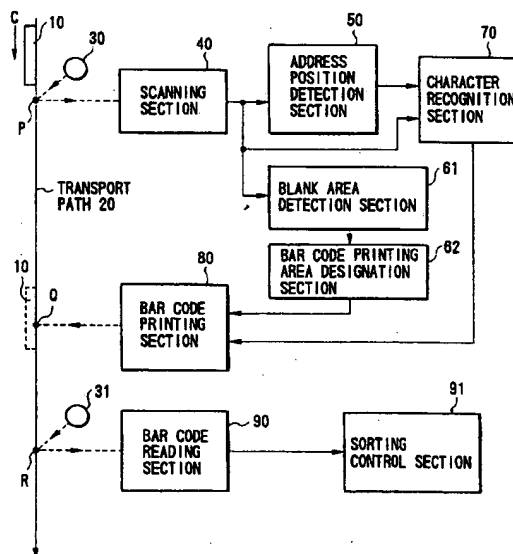 C
10
30
P
40
SCANNING
SECTION
50
ADDRESS
POSITION
DETECTION
SECTION
70
CHARACTER
RECOGNITION
SECTION
61
BLANK AREA
DETECTION SECTION
62
BAR CODE PRINTING
AREA DESIGNATION
SECTION
TRANSPORT
PATH 20
10
Q
80
BAR CODE
PRINTING
SECTION
31
R
90
BAR CODE
READING
SECTION
91
SORTING
CONTROL SECTION